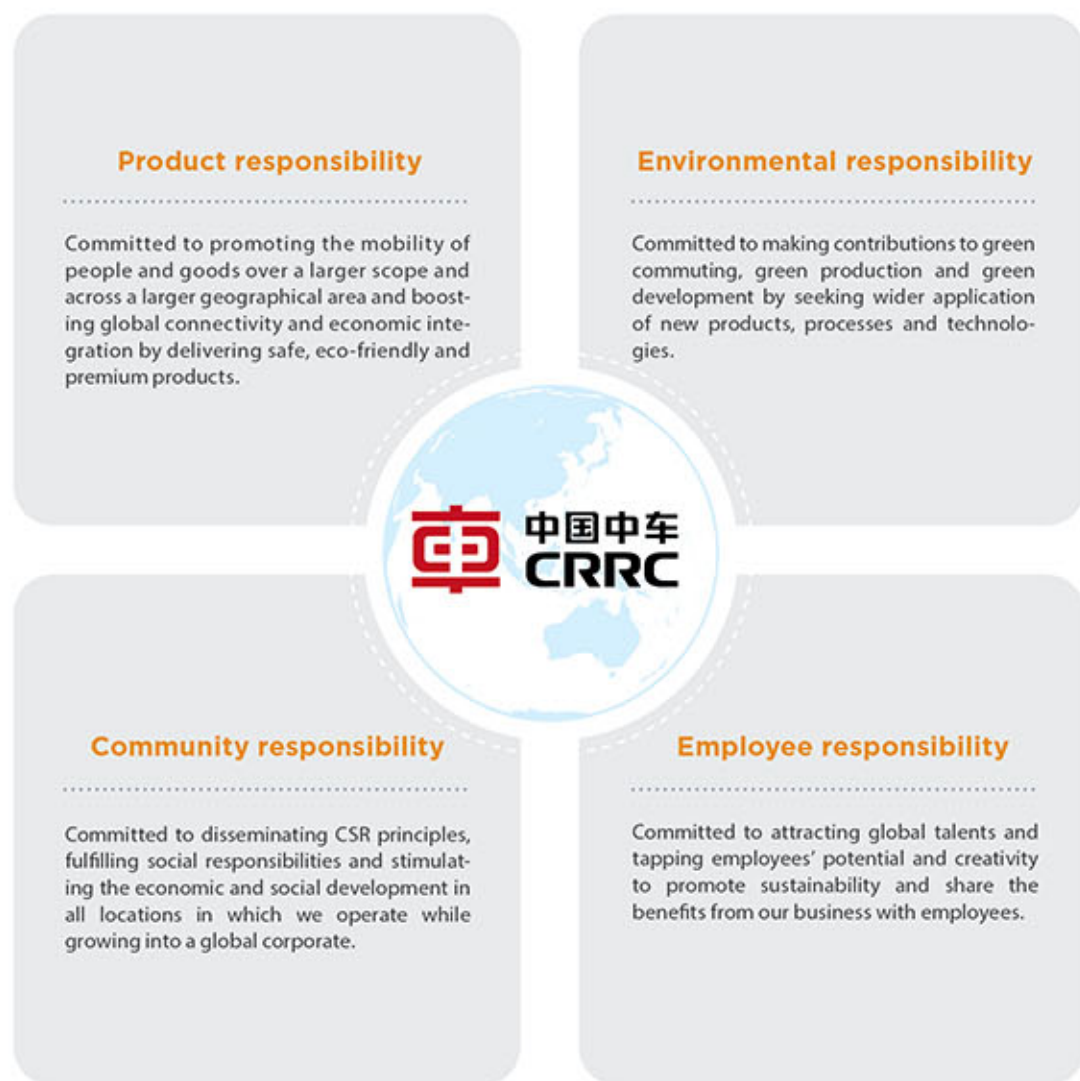 Product responsibility
Committed to promoting the mobility of
people and goods over a larger scope and
across a larger geographical area and boost-
ing global connectivity and economic inte-
gration by delivering safe, eco-friendly and
premium products.
Environmental responsibility
Committed to making contributions to green
commuting, green production and green
development by seeking wider application
of new products, processes and technolo-
gies.
中国中车
CRRC
Community responsibility
Committed to disseminating CSR principles,
fulfilling social responsibilities and stimulat-
ing the economic and social development in
all locations in which we operate while
growing into a global corporate.
Employee responsibility
Committed to attracting global talents and
tapping employees’ potential and creativity
to promote sustainability and share the
benefits from our business with employees.